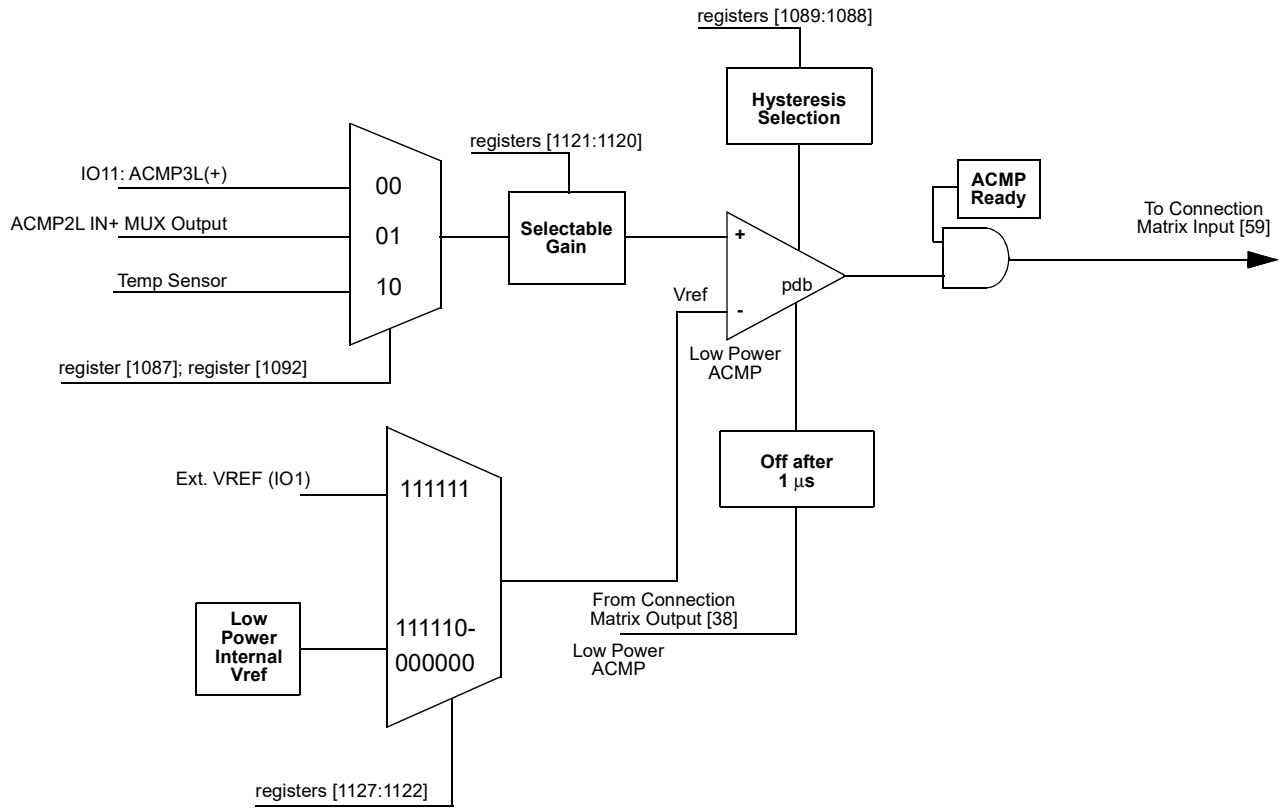 registers [1089:1088]
Hysteresis
Selection
registers [1121:1120]
IO11: ACMP3L(+)
00
ACMP2L IN+ MUX Output
01
Temp Sensor
10
Selectable
Gain
register [1087]; register [1092]
+
-
pdb
Vref
Low Power
ACMP
ACMP
Ready
To Connection
Matrix Input [59]
Off after
1 μs
Ext. VREF (IO1)
111111
Low
Power
Internal
Vref
111110-
000000
From Connection
Matrix Output [38]
Low Power
ACMP
registers [1127:1122]